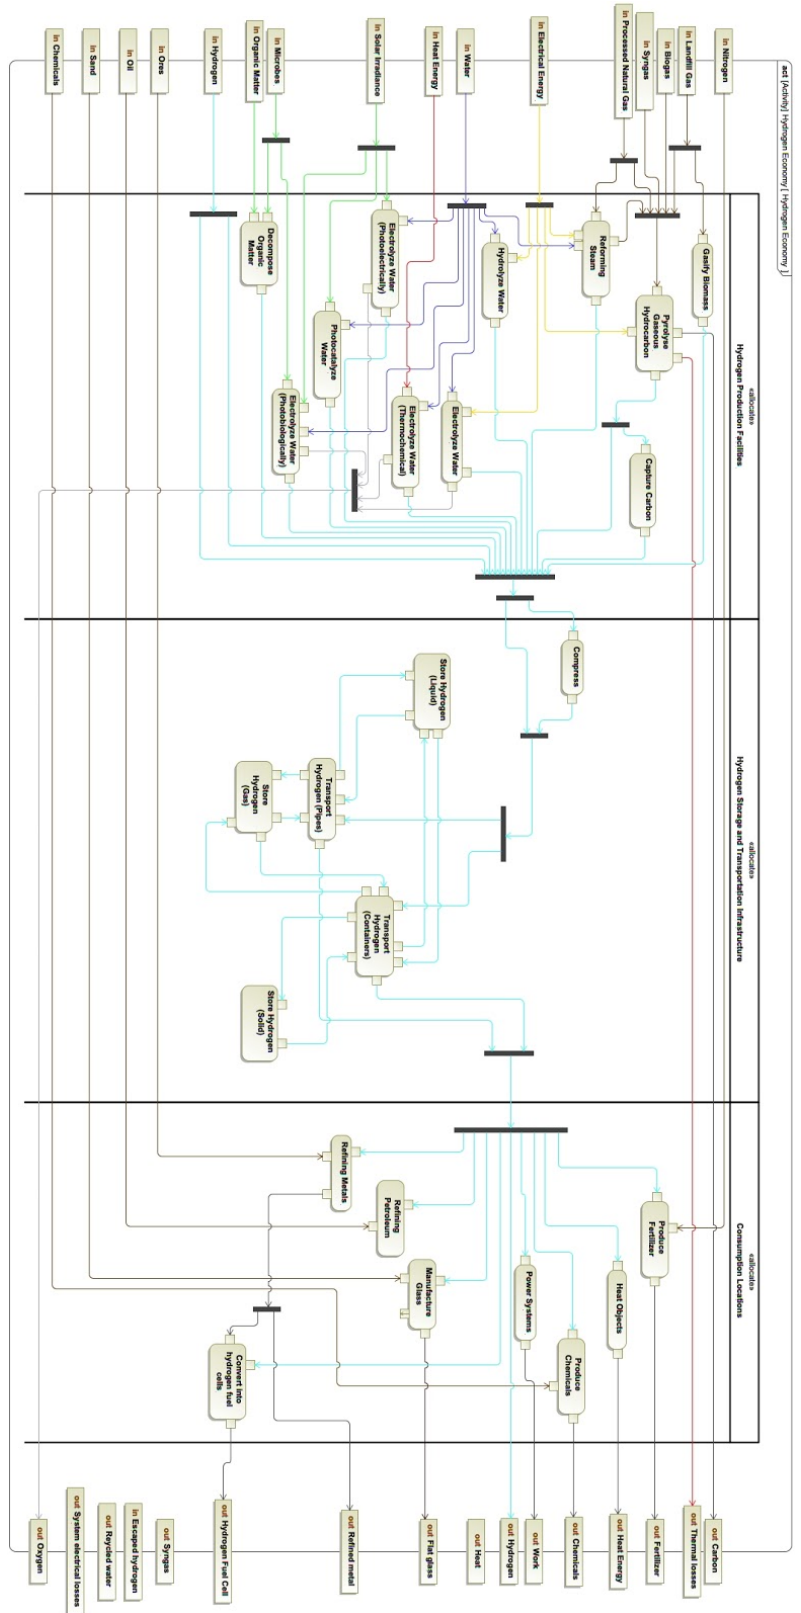 act [Activity] Hydrogen Economy [ Hydrogen Economy ]
«allocate»
Hydrogen Production Facilities
«allocate»
Hydrogen Storage and Transportation Infrastructure
«allocate»
Consumption Locations
in Nitrogen
in Landfill Gas
in Biogas
in Syngas
in Processed Natural Gas
in Electrical Energy
in Water
in Heat Energy
in Solar Irradiance
in Microbes
in Organic Matter
in Hydrogen
in Ores
in Oil
in Sand
in Chemicals
Gasify Biomass
Pyrolyse
Gaseous
Hydrocarbon
Capture Carbon
Reforming
Steam
Hydrolyze Water
Electrolyze Water
Electrolyze Water
(Photoelectrically)
Electrolyze Water
(Thermochemical)
Photocatalyze
Water
Electrolyze Water
(Photobiologically)
Decompose
Organic
Matter
Compress
Store Hydrogen
(Liquid)
Transport
Hydrogen (Pipes)
Store
Hydrogen
(Gas)
Transport
Hydrogen
(Containers)
Store Hydrogen
(Solid)
Produce
Fertilizer
Heat Objects
Produce
Chemicals
Power Systems
Manufacture
Glass
Refining
Petroleum
Refining Metals
Convert into
hydrogen fuel
cells
out Carbon
out Thermal losses
out Fertilizer
out Heat Energy
out Chemicals
out Work
out Hydrogen
out Heat
out Flat glass
out Refined metal
out Hydrogen Fuel Cell
out Syngas
in Escaped hydrogen
out Reycled water
out System electrical losses
out Oxygen